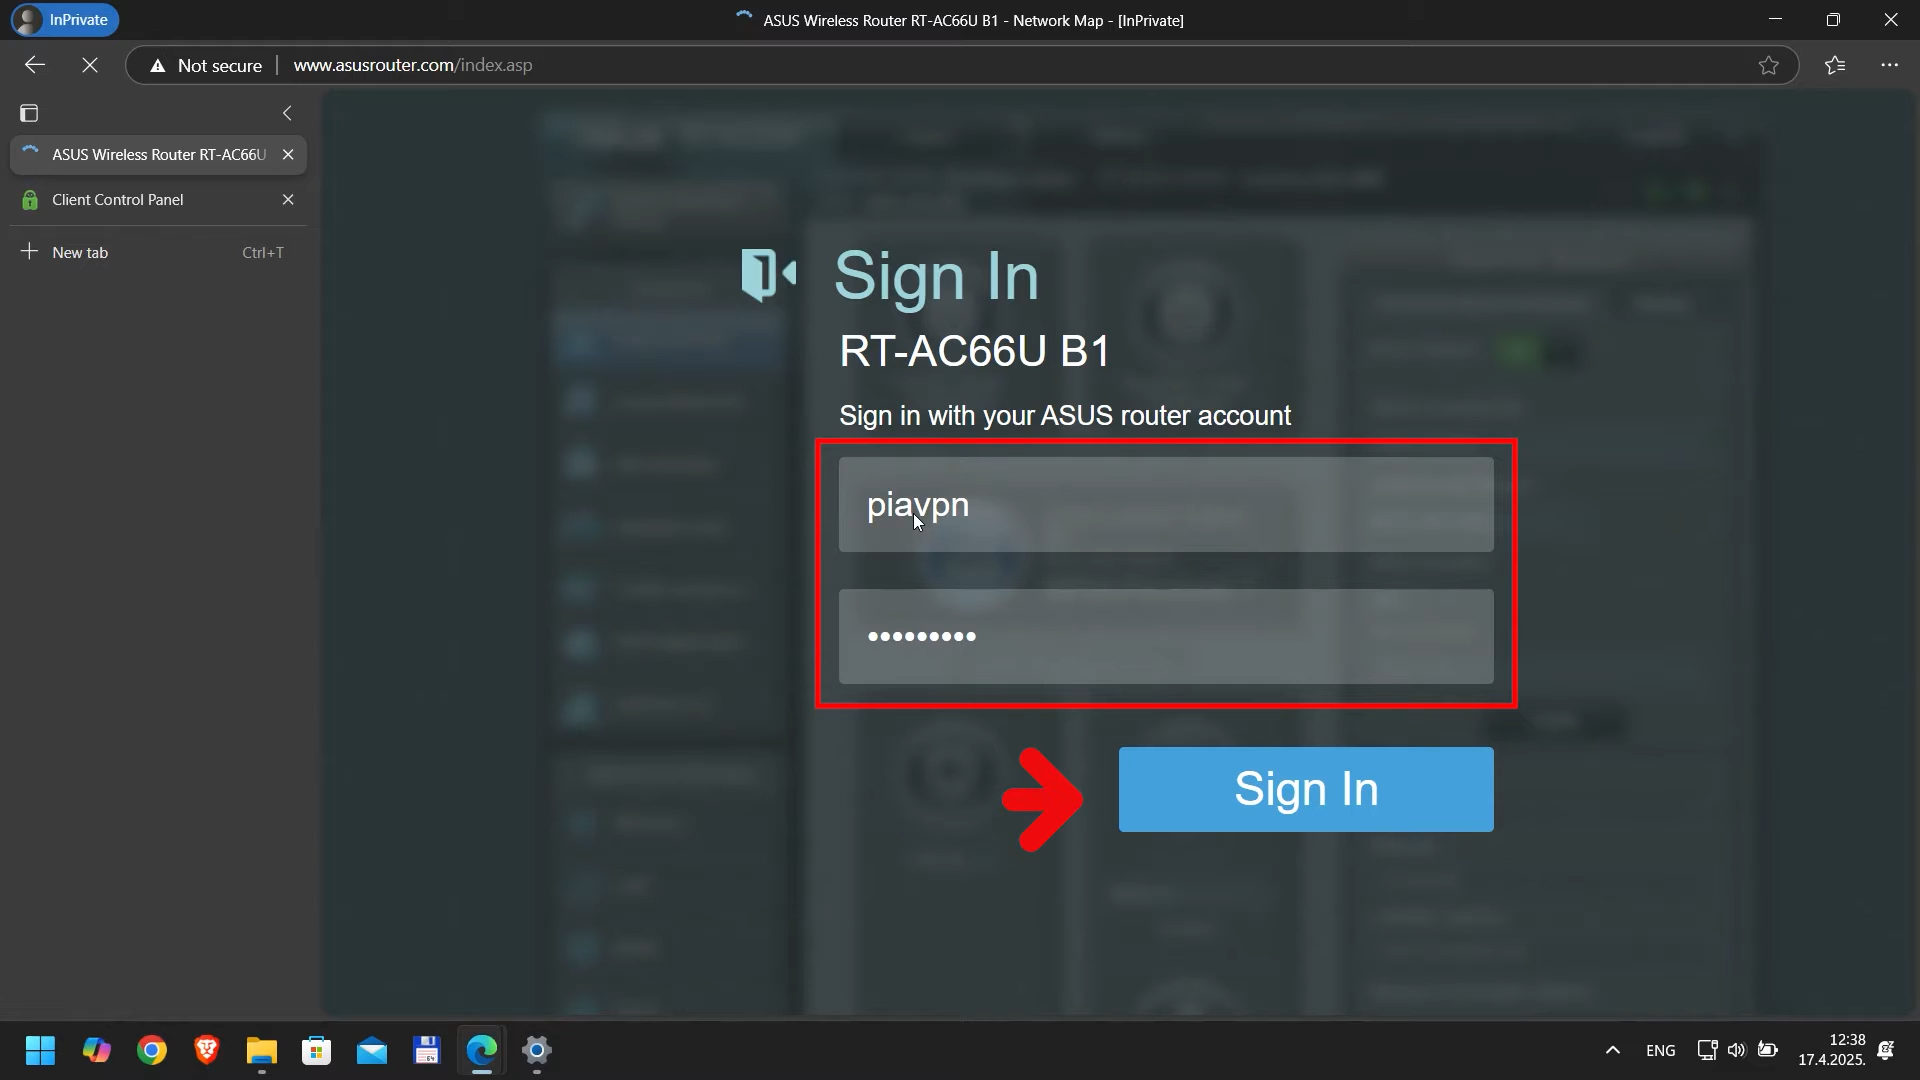 InPrivate
ASUS Wireless Router RT-AC66U B1 - Network Map - [InPrivate]
Not secure
www.asusrouter.com/index.asp
ASUS Wireless Router RT-AC66U
Client Control Panel
New tab
Ctrl+T
Sign In
RT-AC66U B1
Sign in with your ASUS router account
piavpn
•••••••••
Sign In
64
ENG
12:38
17.4.2025.